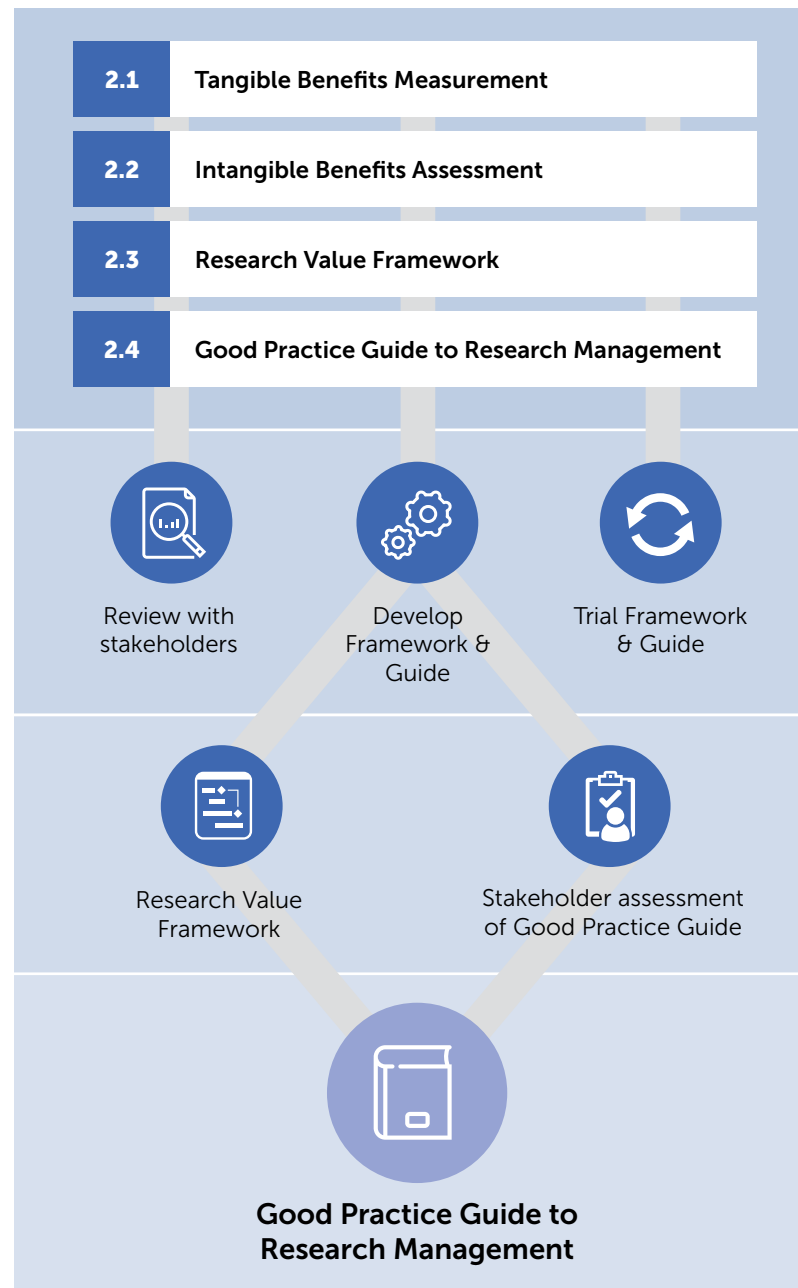 2.1 Tangible Benefits Measurement
2.2 Intangible Benefits Assessment
2.3 Research Value Framework
2.4 Good Practice Guide to Research Management
Review with
stakeholders
Develop
Framework &
Guide
Trial Framework
& Guide
Research Value
Framework
Stakeholder assessment
of Good Practice Guide
Good Practice Guide to
Research Management